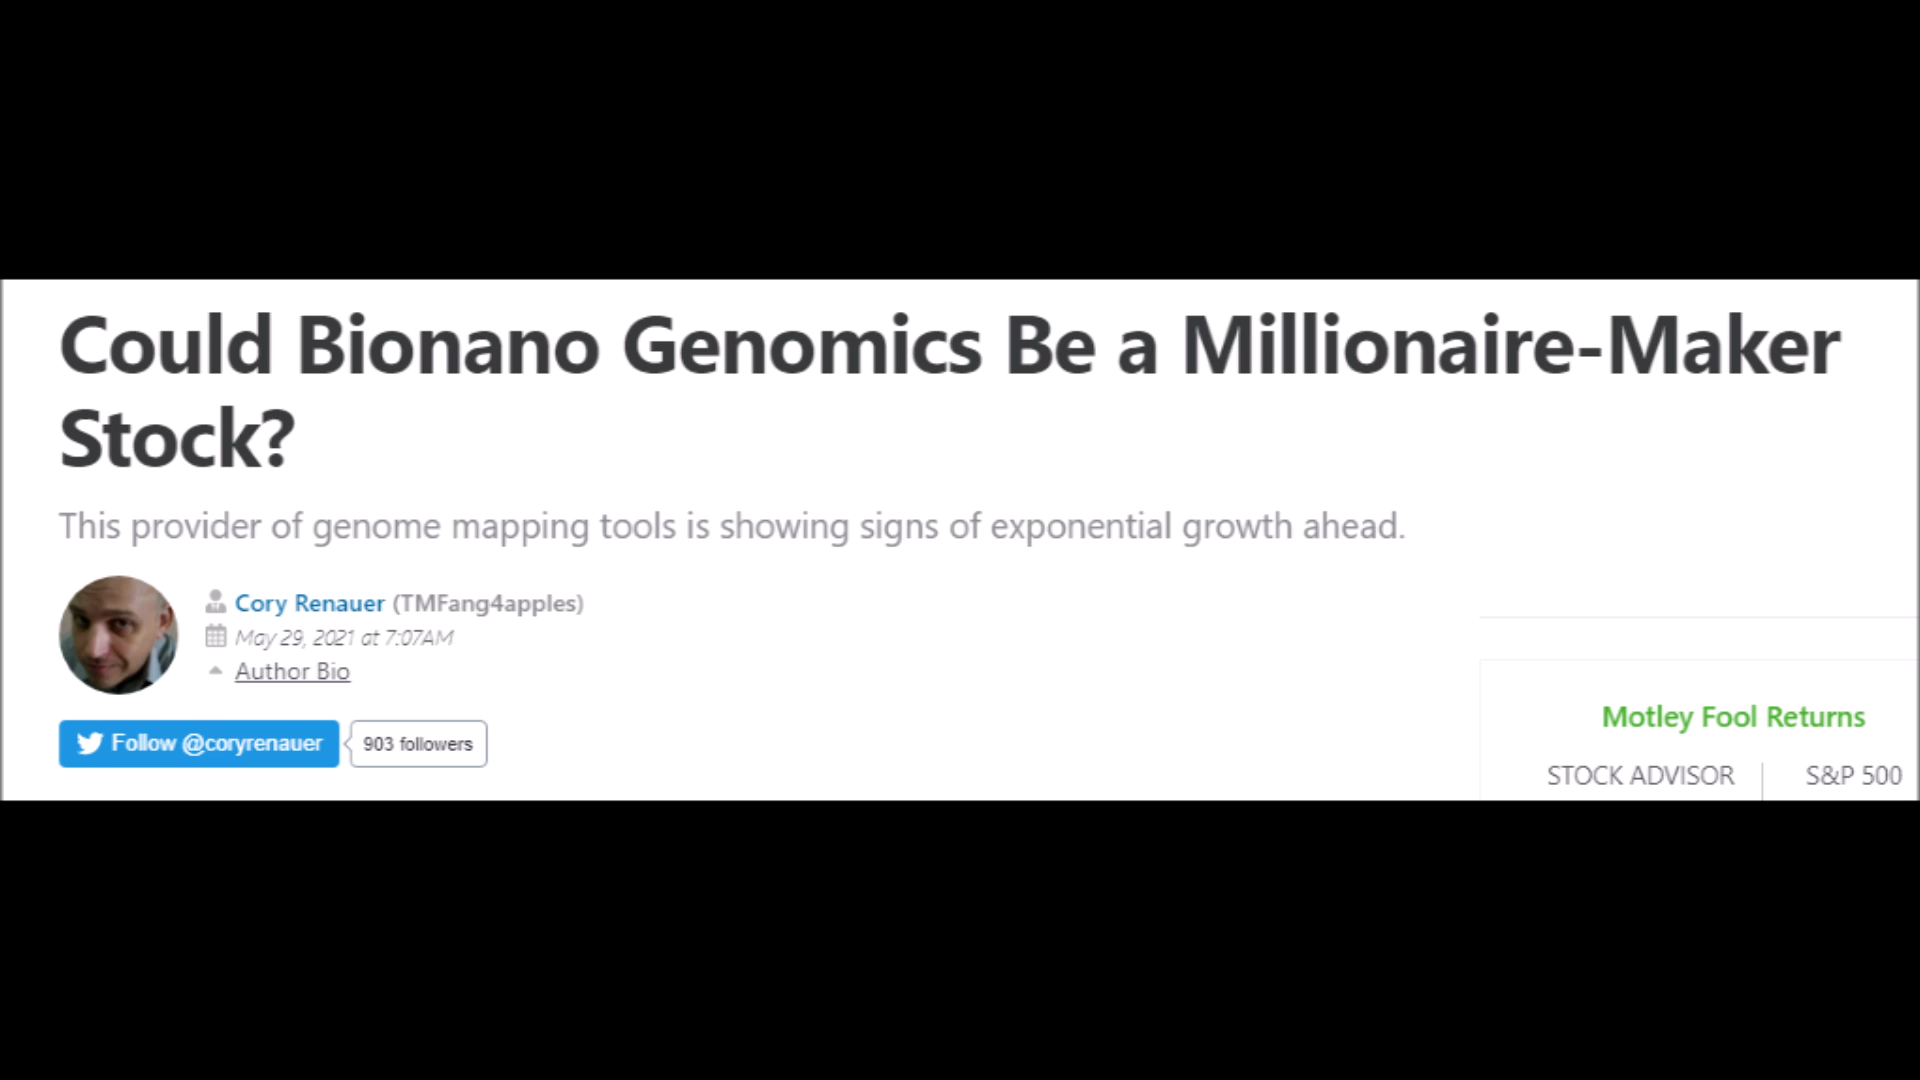 Could Bionano Genomics Be a Millionaire-Maker
Stock?
This provider of genome mapping tools is showing signs of exponential growth ahead.
Cory Renauer (TMFang4apples)
May 29, 2021 at 7:07AM
Author Bio
Follow @coryrenauer
903 followers
Motley Fool Returns
STOCK ADVISOR
S&P 500